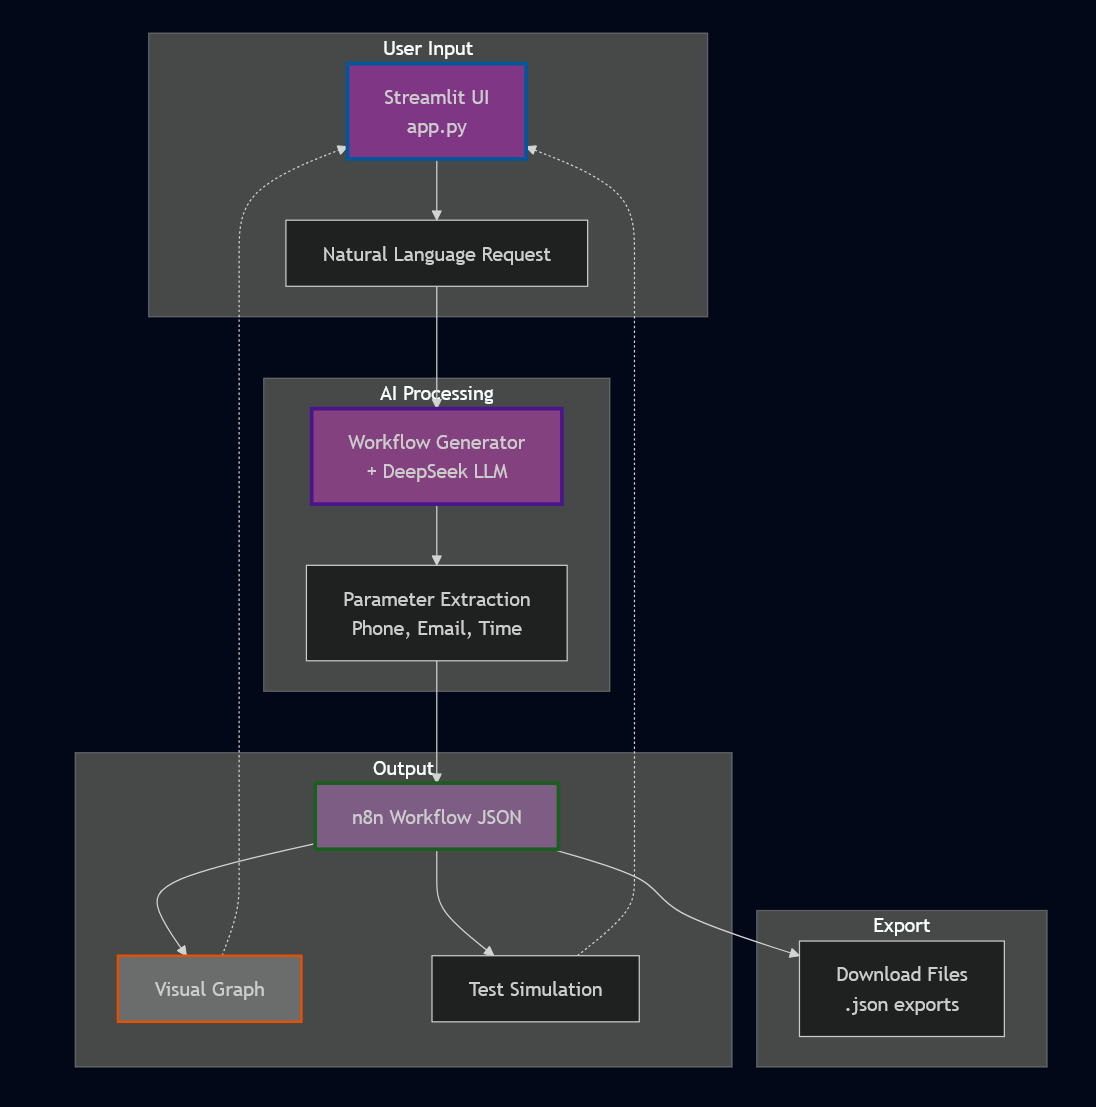 User Input
Streamlit UI
app.py
Natural Language Request
AI Processing
Workflow Generator
+ DeepSeek LLM
Parameter Extraction
Phone, Email, Time
Output
n8n Workflow JSON
Visual Graph
Test Simulation
Export
Download Files
.json exports